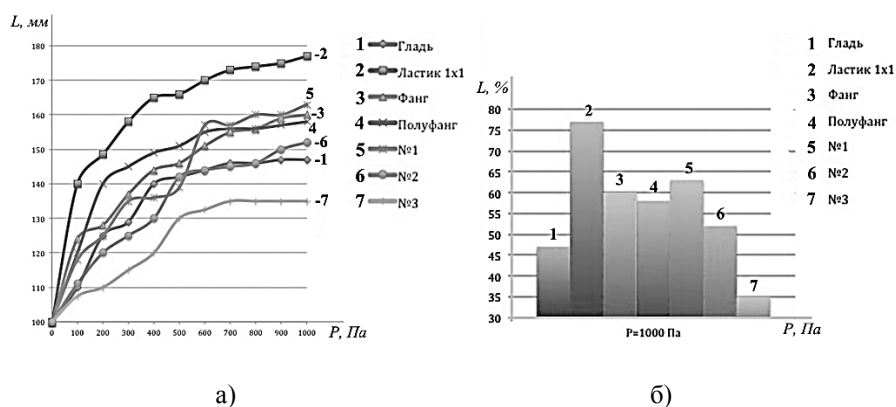 L, мм
180
170
160
150
140
130
120
110
100
0 100 200 300 400 500 600 700 800 900 1000
P, Па
-2
5
-3
4
-6
-1
-7
1 Гладь
2 Ластик 1х1
3 Фанг
4 Полуфанг
5 №1
6 №2
7 №3
а)
L, %
80
75
70
65
60
55
50
45
40
35
30
1
2
3
4
5
6
7
P=1000 Па
P, Па
1 Гладь
2 Ластик 1х1
3 Фанг
4 Полуфанг
5 №1
6 №2
7 №3
б)